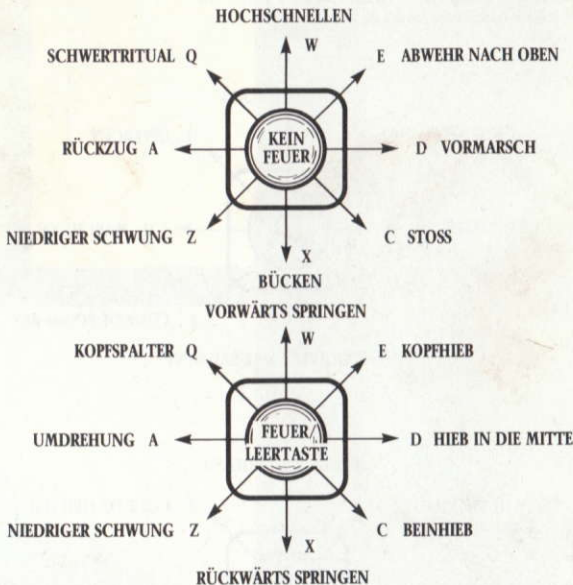 HOCHSCHNELLEN
W
SCHWERTRITUAL Q
E ABWEHR NACH OBEN
RÜCKZUG A
KEIN
FEUER
D VORMARSCH
NIEDRIGER SCHWUNG Z
C STOSS
X
BÜCKEN
VORWÄRTS SPRINGEN
W
KOPFSPALTER Q
E KOPFHIEB
UMDREHUNG A
FEUER/
LEERTASTE
D HIEB IN DIE MITTE
NIEDRIGER SCHWUNG Z
C BEINHIEB
X
RÜCKWÄRTS SPRINGEN